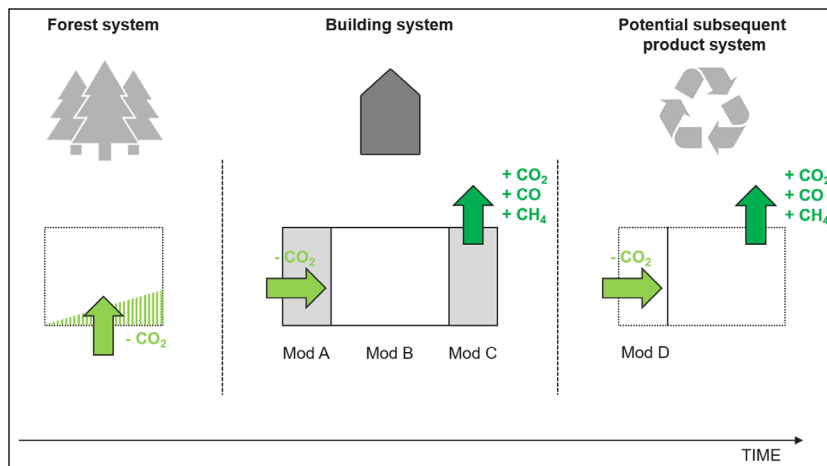 Forest system
Building system
Potential subsequent
product system
+ CO₂
+ CO
+ CH₄
+ CO₂
+ CO
+ CH₄
- CO₂
- CO₂
- CO₂
Mod A
Mod B
Mod C
Mod D
TIME